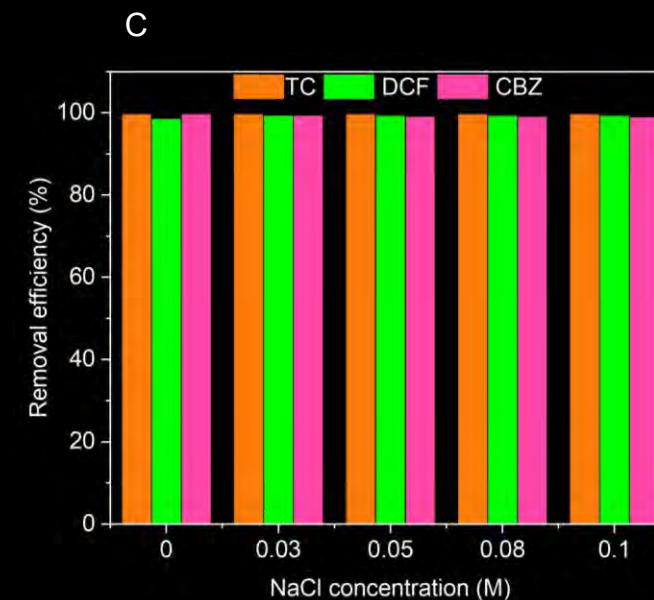 C
TC DCF CBZ
100
80
60
40
20
0
Removal efficiency (%)
0 0.03 0.05 0.08 0.1
NaCl concentration (M)